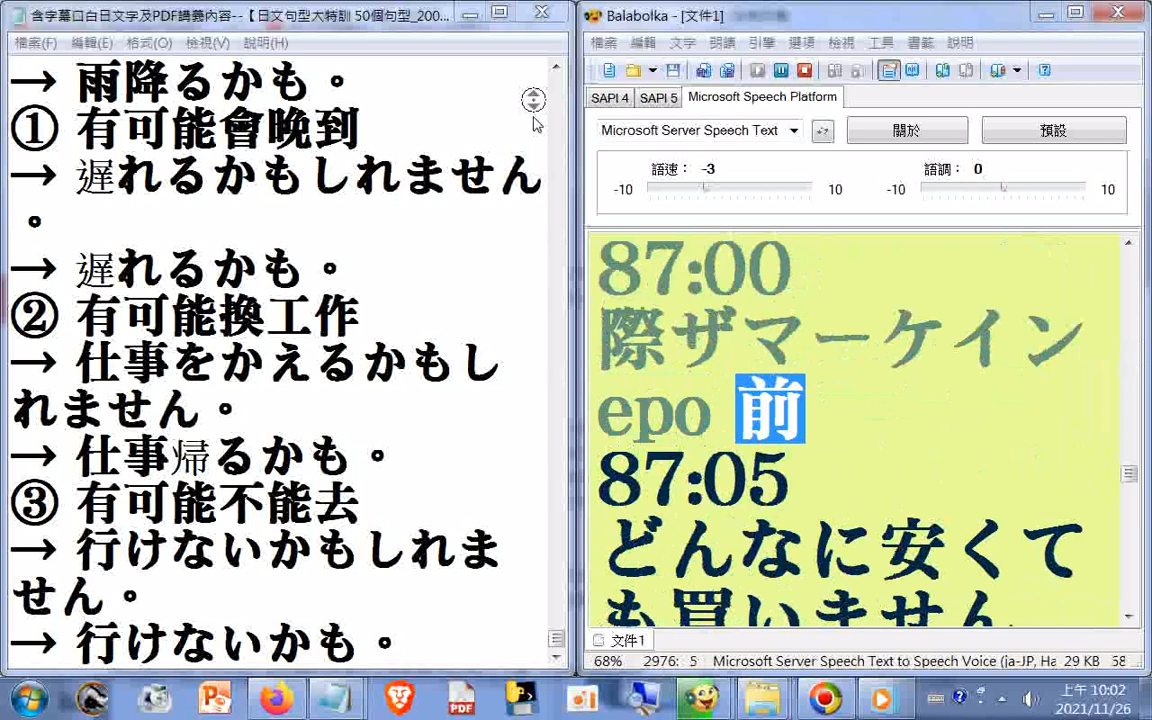 含字幕口白日文字及PDF講義內容--【日文句型大特訓 50個句型_200...
檔案(F) 編輯(E) 格式(O) 檢視(V) 說明(H)
→ 雨降るかも。
① 有可能會晚到
→ 遅れるかもしれません
。
→ 遅れるかも。
② 有可能換工作
→ 仕事をかえるかもし
れません。
→ 仕事帰るかも。
③ 有可能不能去
→ 行けないかもしれま
せん。
→ 行けないかも。
Balabolka - [文件1]
檔案 編輯 文字 朗讀 引擎 選項 檢視 工具 書籤 說明
SAPI 4 SAPI 5 Microsoft Speech Platform
Microsoft Server Speech Text
關於 預設
語速： -3 語調： 0
-10 10 -10 10
87:00
際ザマーケイン
epo 前
87:05
どんなに安くて
も買いません
文件1
68% 2976: 5 Microsoft Server Speech Text to Speech Voice (ja-JP, Ha 29 KB 58
PDF
上午 10:02
2021/11/26